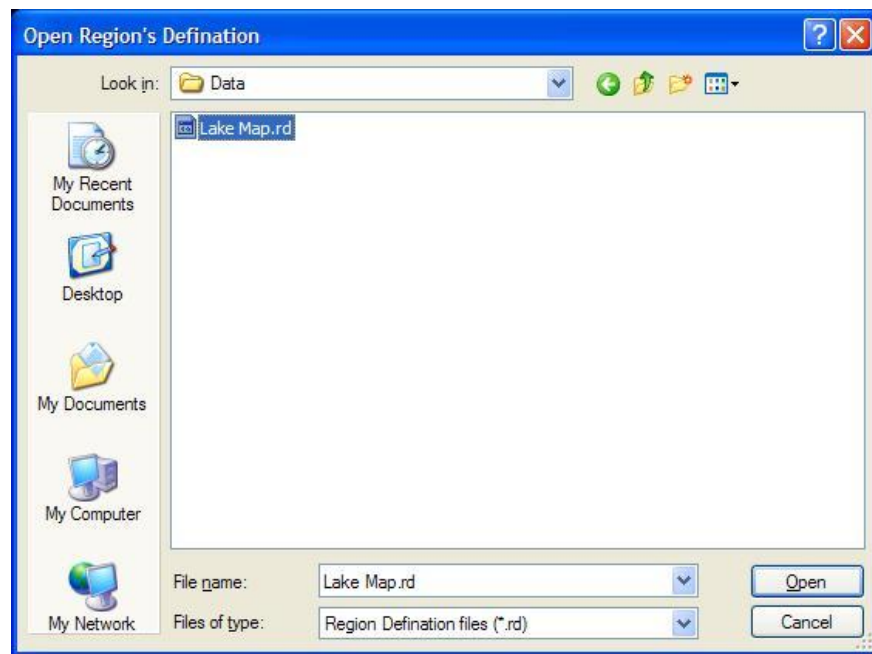 Open Region's Defination
Look in: Data
Lake Map.rd
My Recent
Documents
Desktop
My Documents
My Computer
My Network
File name: Lake Map.rd Open
Files of type: Region Defination files (*.rd) Cancel